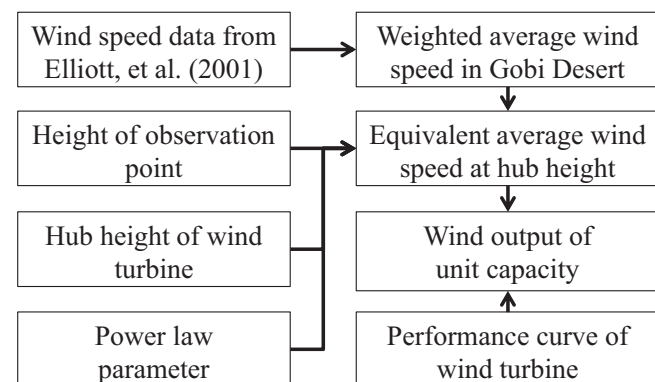 Wind speed data from
Elliott, et al. (2001)
Weighted average wind
speed in Gobi Desert
Height of observation
point
Equivalent average wind
speed at hub height
Hub height of wind
turbine
Wind output of
unit capacity
Power law
parameter
Performance curve of
wind turbine